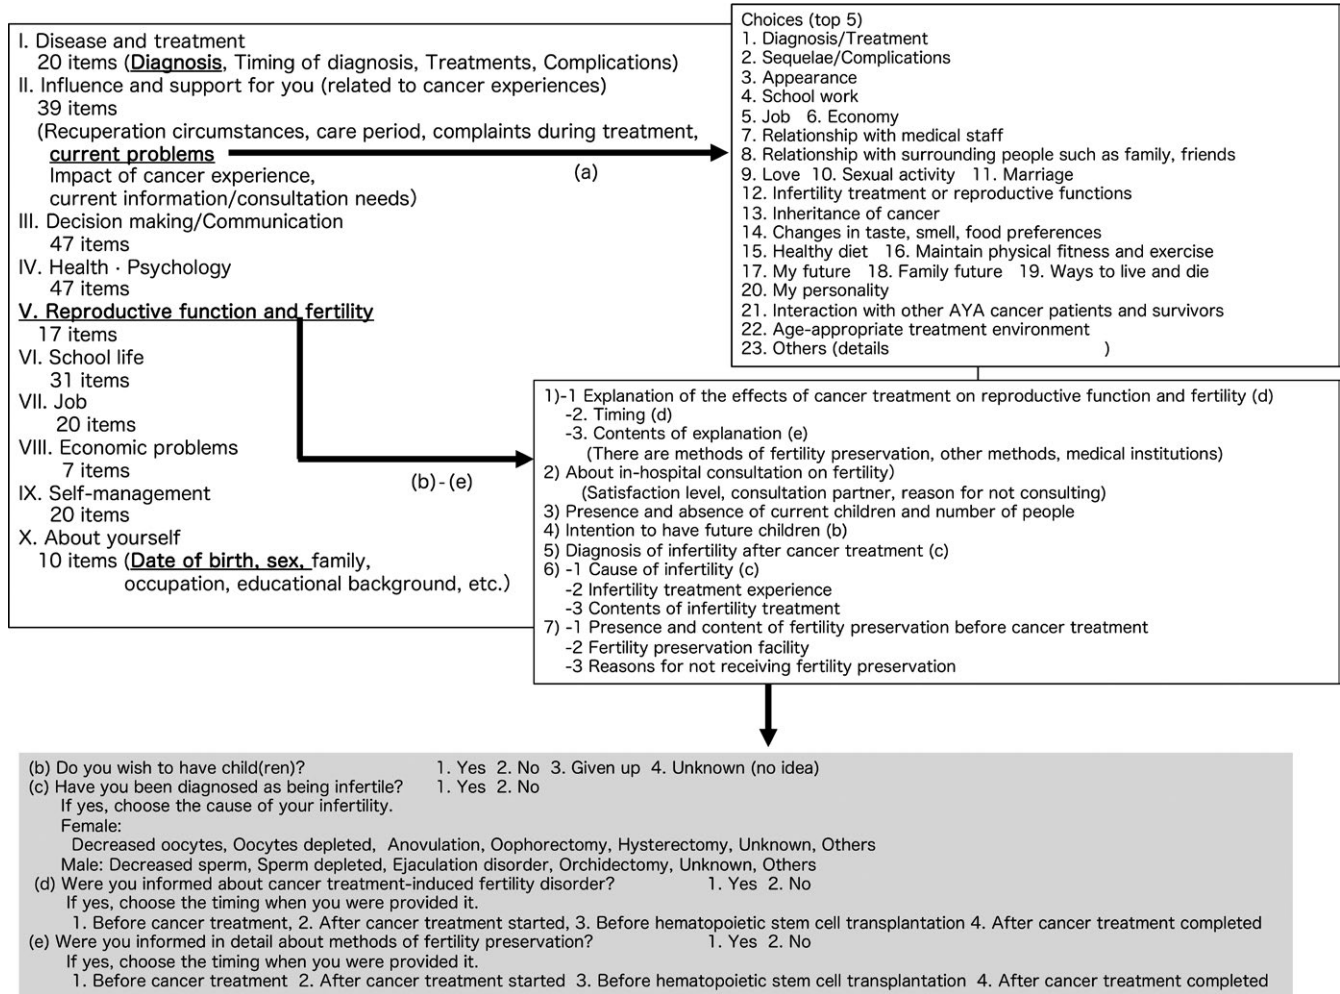 I. Disease and treatment
20 items (Diagnosis, Timing of diagnosis, Treatments, Complications)
II. Influence and support for you (related to cancer experiences)
39 items
(Recuperation circumstances, care period, complaints during treatment,
current problems
Impact of cancer experience,
current information/consultation needs)
III. Decision making/Communication
47 items
IV. Health · Psychology
47 items
V. Reproductive function and fertility
17 items
VI. School life
31 items
VII. Job
20 items
VIII. Economic problems
7 items
IX. Self-management
20 items
X. About yourself
10 items (Date of birth, sex, family,
occupation, educational background, etc.)
(a)
(b)-(e)
Choices (top 5)
1. Diagnosis/Treatment
2. Sequelae/Complications
3. Appearance
4. School work
5. Job 6. Economy
7. Relationship with medical staff
8. Relationship with surrounding people such as family, friends
9. Love 10. Sexual activity 11. Marriage
12. Infertility treatment or reproductive functions
13. Inheritance of cancer
14. Changes in taste, smell, food preferences
15. Healthy diet 16. Maintain physical fitness and exercise
17. My future 18. Family future 19. Ways to live and die
20. My personality
21. Interaction with other AYA cancer patients and survivors
22. Age-appropriate treatment environment
23. Others (details )
1)-1 Explanation of the effects of cancer treatment on reproductive function and fertility (d)
-2. Timing (d)
-3. Contents of explanation (e)
(There are methods of fertility preservation, other methods, medical institutions)
2) About in-hospital consultation on fertility)
(Satisfaction level, consultation partner, reason for not consulting)
3) Presence and absence of current children and number of people
4) Intention to have future children (b)
5) Diagnosis of infertility after cancer treatment (c)
6) -1 Cause of infertility (c)
-2 Infertility treatment experience
-3 Contents of infertility treatment
7) -1 Presence and content of fertility preservation before cancer treatment
-2 Fertility preservation facility
-3 Reasons for not receiving fertility preservation
(b) Do you wish to have child(ren)? 1. Yes 2. No 3. Given up 4. Unknown (no idea)
(c) Have you been diagnosed as being infertile? 1. Yes 2. No
If yes, choose the cause of your infertility.
Female:
Decreased oocytes, Oocytes depleted, Anovulation, Oophorectomy, Hysterectomy, Unknown, Others
Male: Decreased sperm, Sperm depleted, Ejaculation disorder, Orchidectomy, Unknown, Others
(d) Were you informed about cancer treatment-induced fertility disorder? 1. Yes 2. No
If yes, choose the timing when you were provided it.
1. Before cancer treatment, 2. After cancer treatment started, 3. Before hematopoietic stem cell transplantation 4. After cancer treatment completed
(e) Were you informed in detail about methods of fertility preservation? 1. Yes 2. No
If yes, choose the timing when you were provided it.
1. Before cancer treatment 2. After cancer treatment started 3. Before hematopoietic stem cell transplantation 4. After cancer treatment completed